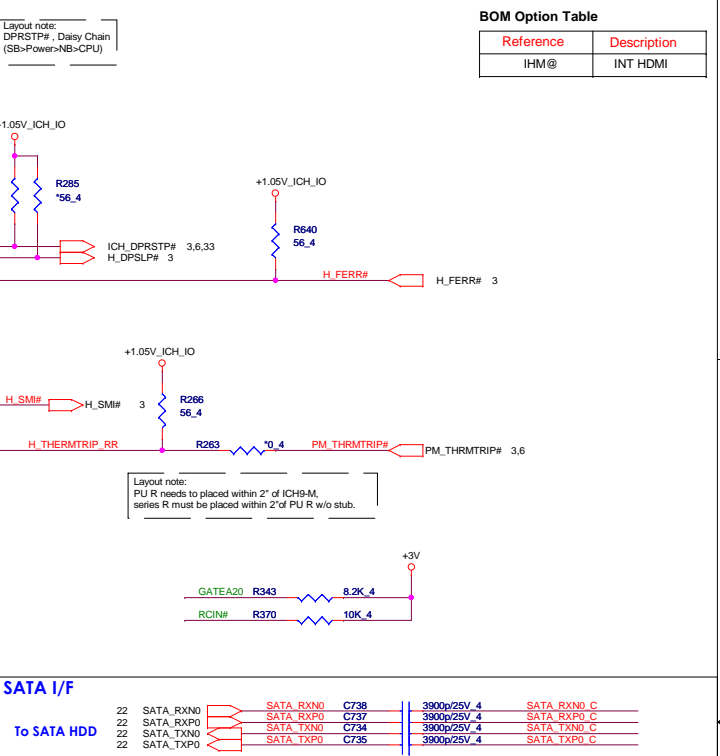 Layout note:
DPRSTP# , Daisy Chain
(SB>Power>NB>CPU)
BOM Option Table
Reference Description
IHM@ INT HDMI
+1.05V_ICH_IO
R285
*56_4
ICH_DPRSTP# 3,6,33
H_DPSLP# 3
+1.05V_ICH_IO
R640
56_4
H_FERR# H_FERR# 3
+1.05V_ICH_IO
R266
56_4
H_SMI# H_SMI# 3
H_THERMTRIP_RR R263 *0_4 PM_THRMTRIP# PM_THRMTRIP# 3,6
Layout note:
PU R needs to placed within 2" of ICH9-M,
series R must be placed within 2"of PU R w/o stub.
+3V
GATEA20 R343 8.2K_4
RCIN# R370 10K_4
SATA I/F
To SATA HDD
22 SATA_RXN0 SATA_RXN0 C738 3900p/25V_4 SATA_RXN0_C
22 SATA_RXP0 SATA_RXP0 C737 3900p/25V_4 SATA_RXP0_C
22 SATA_TXN0 SATA_TXN0 C734 3900p/25V_4 SATA_TXN0_C
22 SATA_TXP0 SATA_TXP0 C735 3900p/25V_4 SATA_TXP0_C